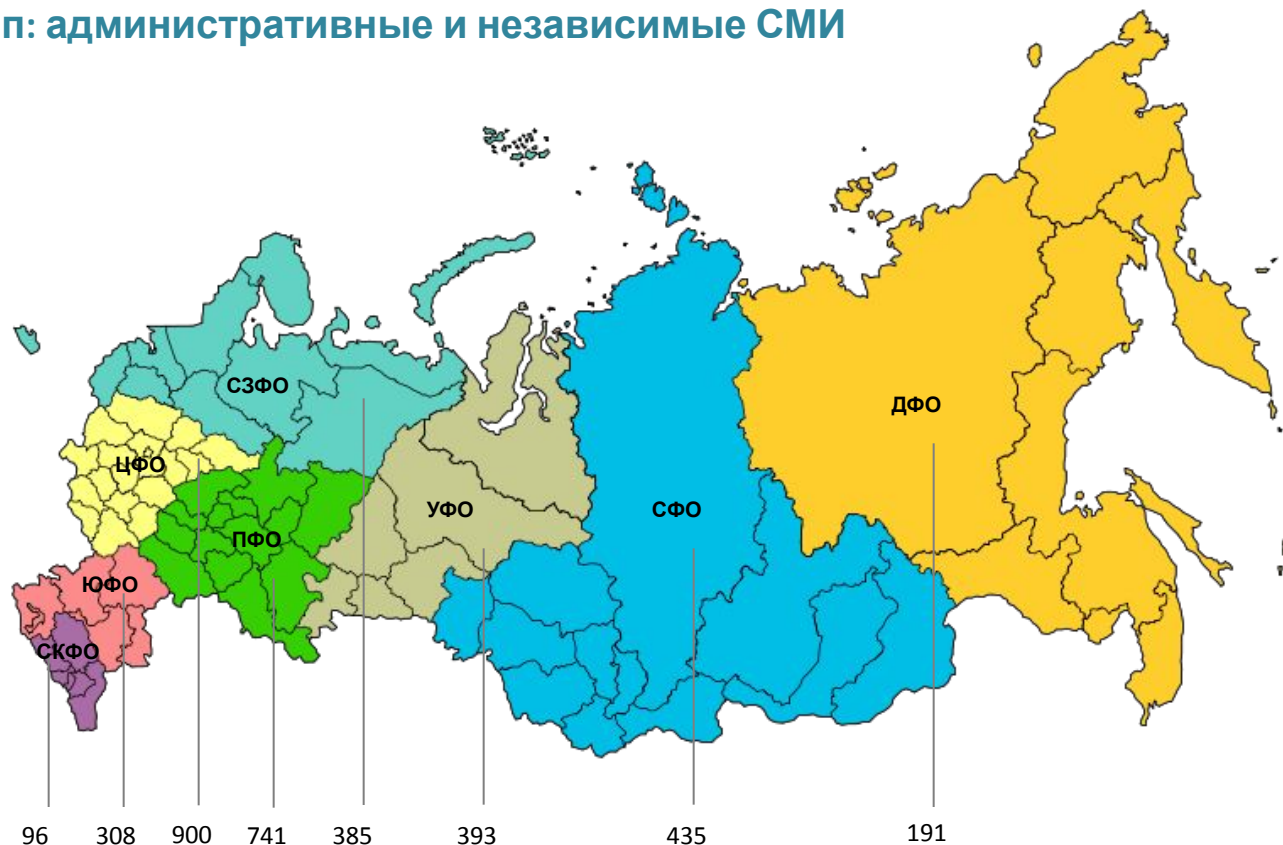 п: административные и независимые СМИ
СЗФО
ДФО
ЦФО
УФО
СФО
ПФО
ЮФО
СКФО
96 308 900 741 385 393 435 191